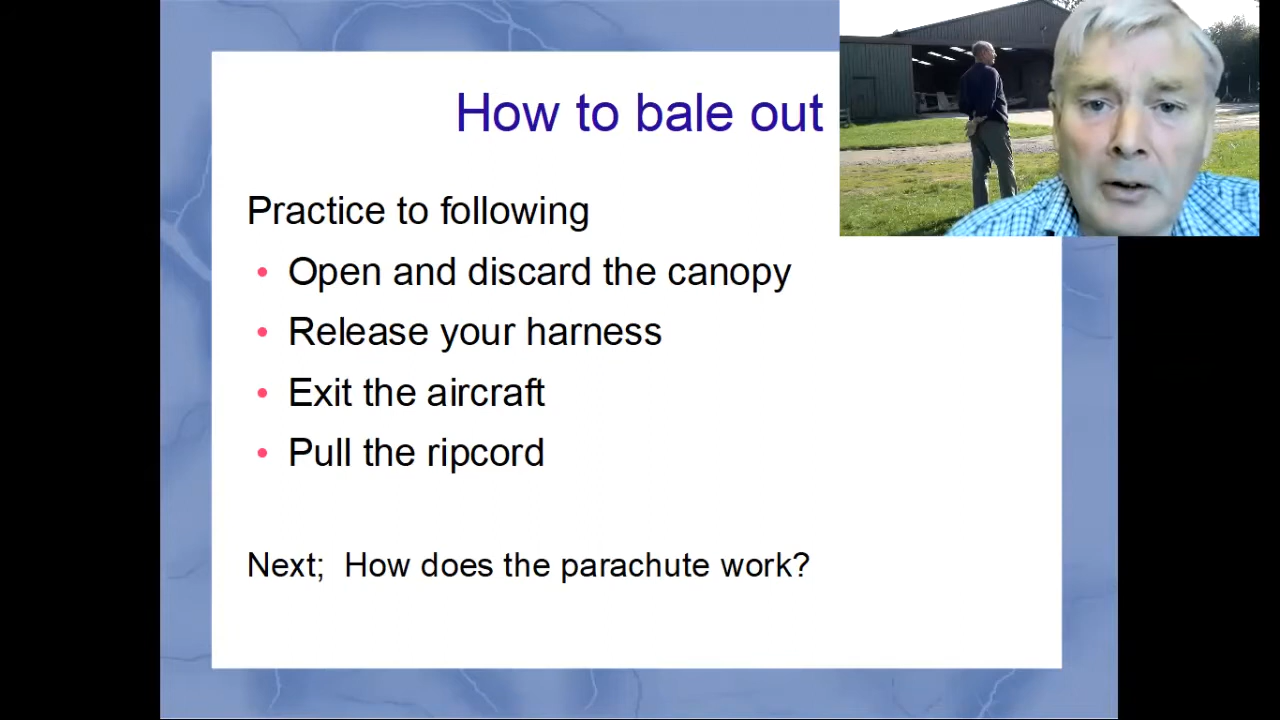 How to bale out
Practice to following
• Open and discard the canopy
• Release your harness
• Exit the aircraft
• Pull the ripcord
Next; How does the parachute work?